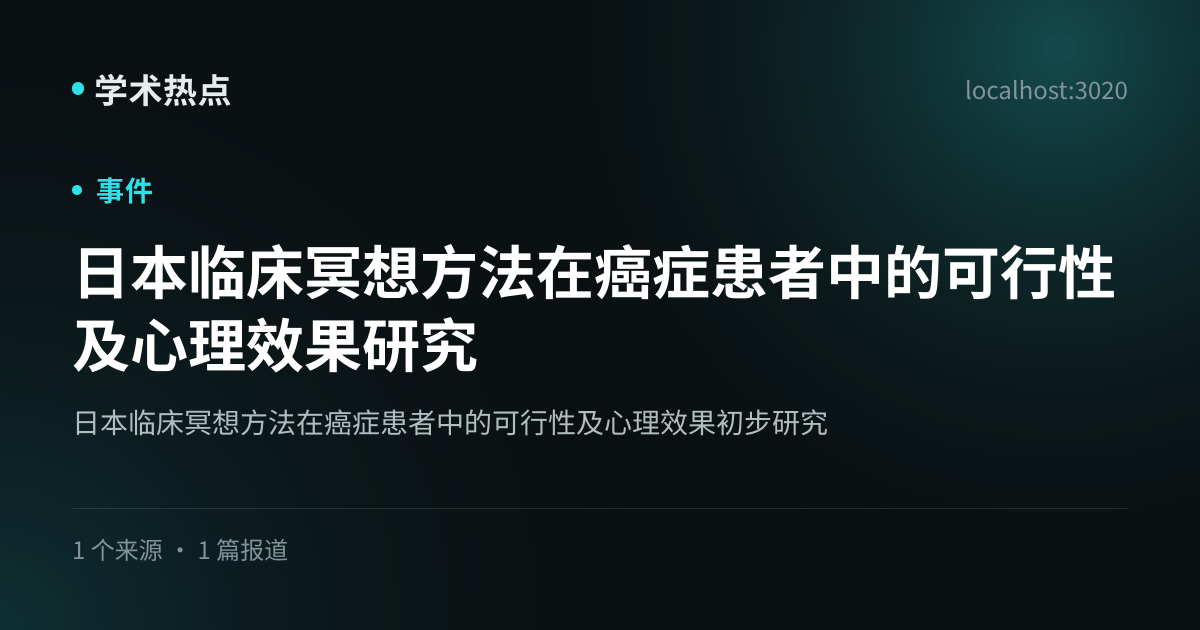 学术热点
localhost:3020
事件
日本临床冥想方法在癌症患者中的可行性
及心理效果研究
日本临床冥想方法在癌症患者中的可行性及心理效果初步研究
1 个来源 · 1 篇报道